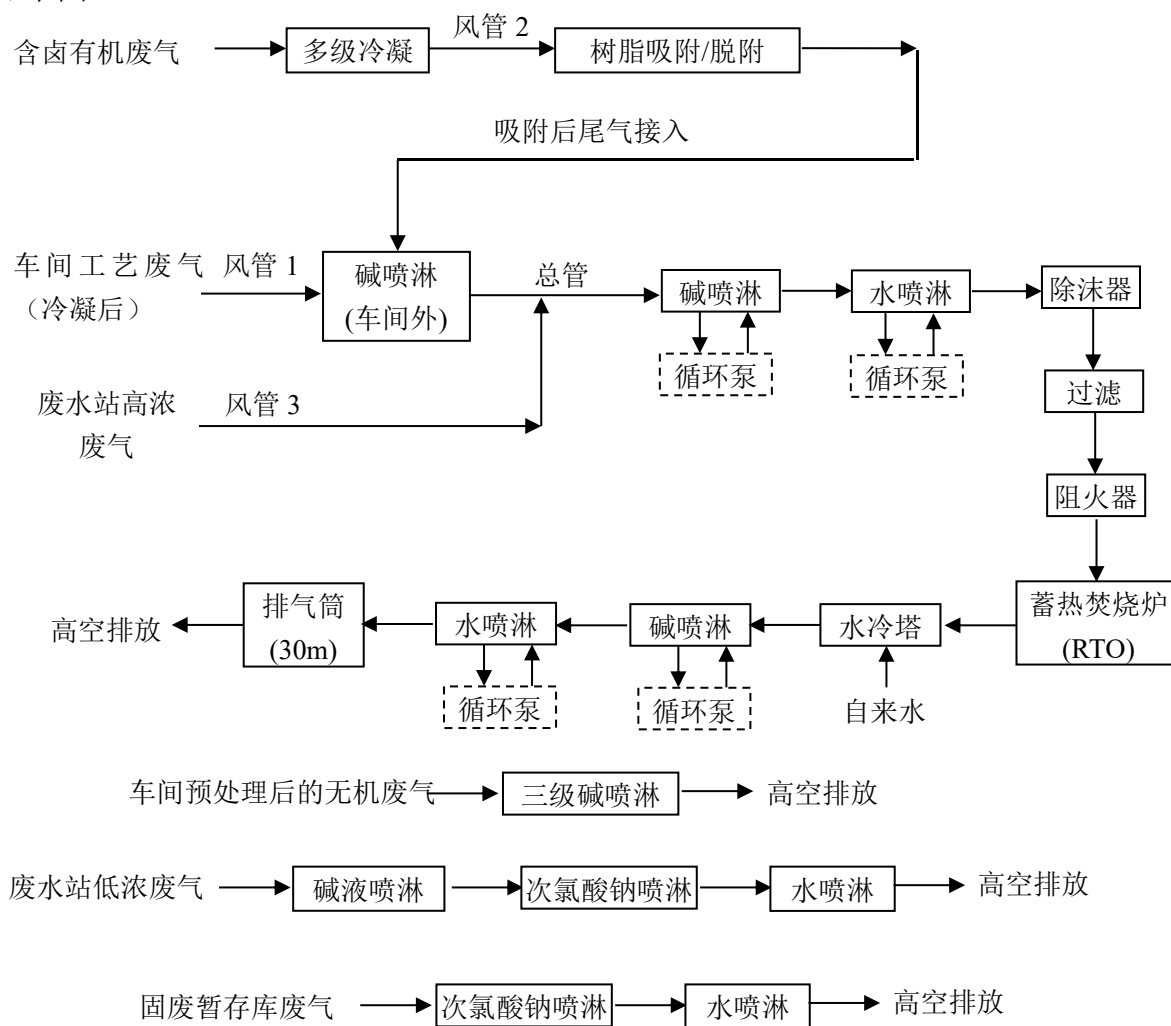 含卤有机废气
多级冷凝
风管 2
树脂吸附/脱附
吸附后尾气接入
车间工艺废气
（冷凝后）
风管 1
碱喷淋
(车间外)
总管
碱喷淋
循环泵
水喷淋
循环泵
除沫器
废水站高浓
废气
风管 3
过滤
阻火器
蓄热焚烧炉
(RTO)
水冷塔
自来水
碱喷淋
循环泵
水喷淋
循环泵
排气筒
(30m)
高空排放
车间预处理后的无机废气
三级碱喷淋
高空排放
废水站低浓废气
碱液喷淋
次氯酸钠喷淋
水喷淋
高空排放
固废暂存库废气
次氯酸钠喷淋
水喷淋
高空排放